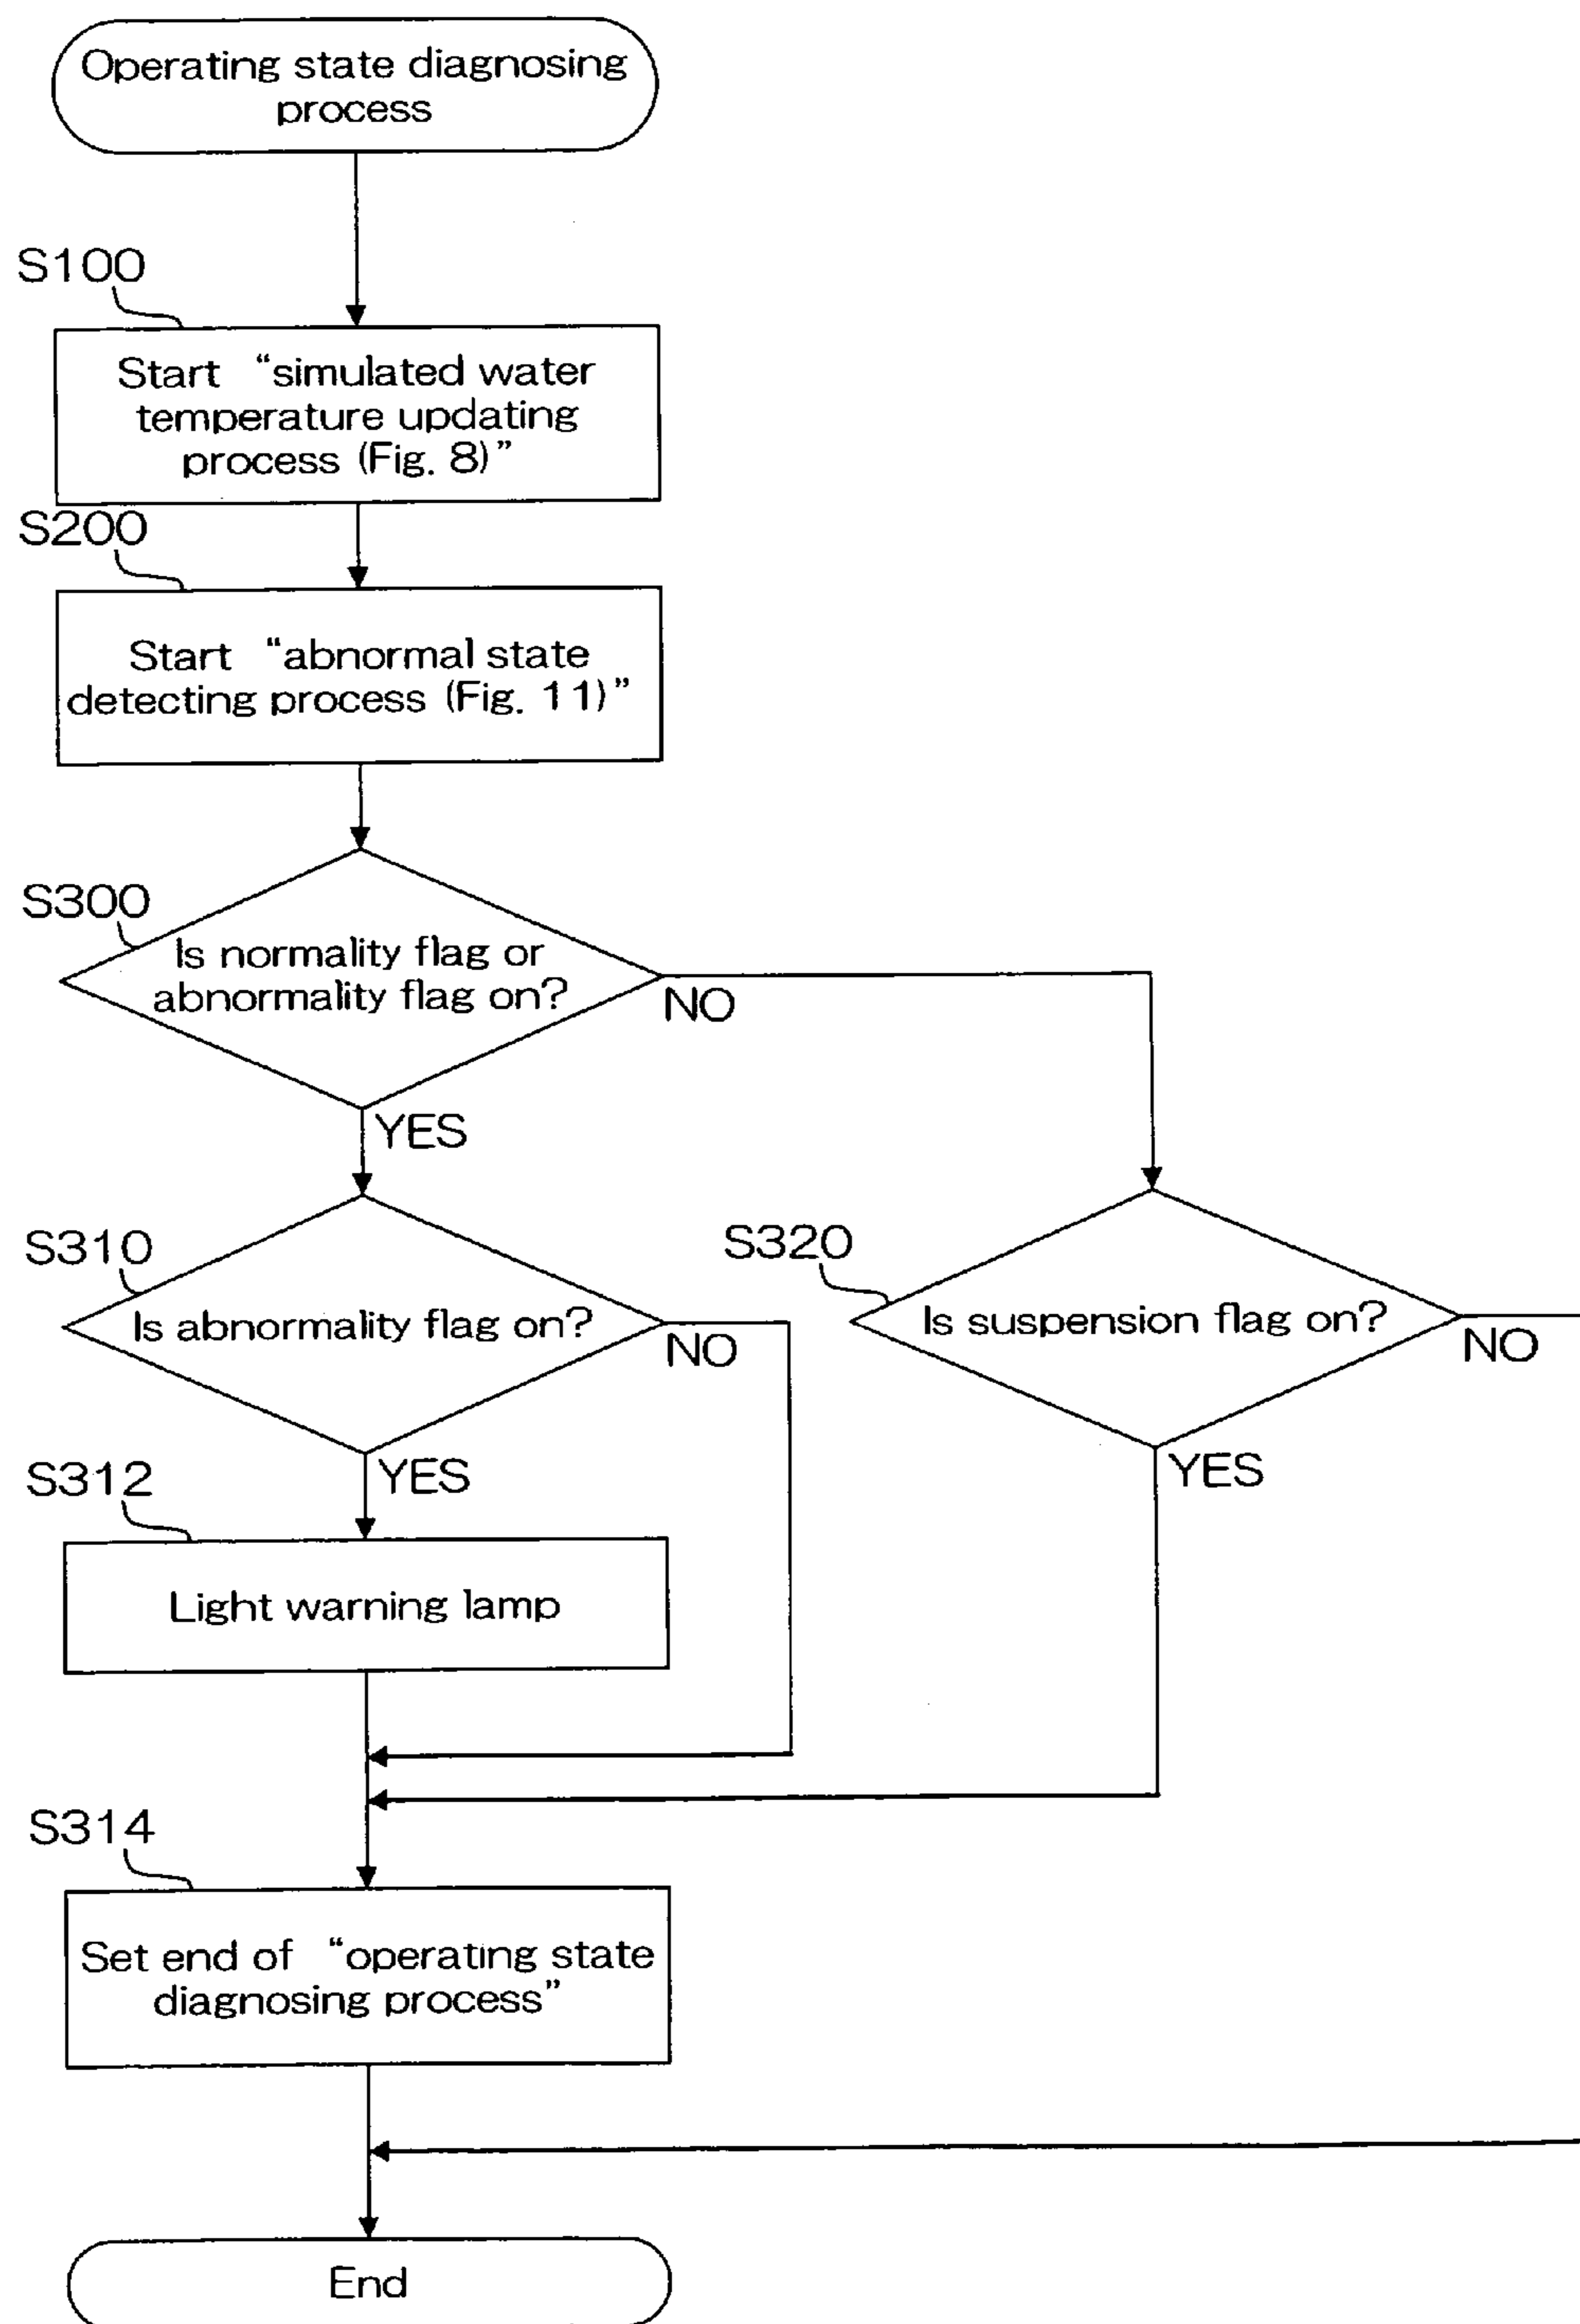 Operating state diagnosing
process
S100
Start “simulated water
temperature updating
process (Fig. 8)”
S200
Start “abnormal state
detecting process (Fig. 11)”
S300
Is normality flag or
abnormality flag on?
NO
YES
S310
Is abnormality flag on?
NO
S320
Is suspension flag on?
NO
YES
YES
S312
Light warning lamp
S314
Set end of “operating state
diagnosing process”
End